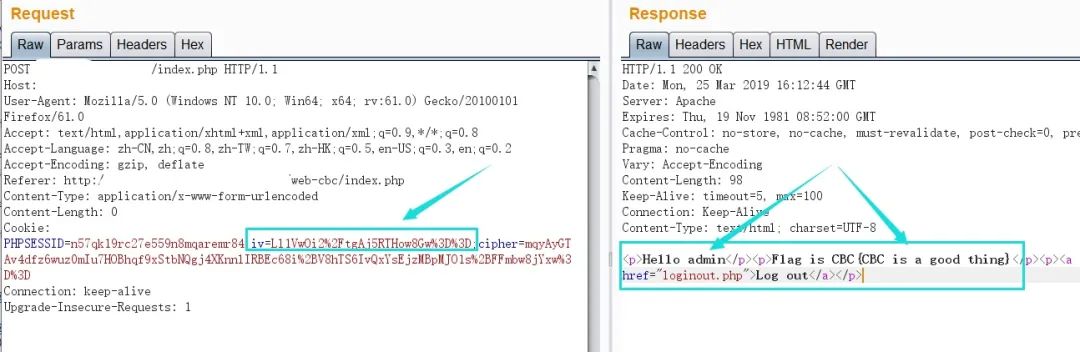 Request
Raw Params Headers Hex
POST /index.php HTTP/1.1
Host:
User-Agent: Mozilla/5.0 (Windows NT 10.0; Win64; x64; rv:61.0) Gecko/20100101
Firefox/61.0
Accept: text/html,application/xhtml+xml,application/xml;q=0.9,*/*;q=0.8
Accept-Language: zh-CN,zh;q=0.8,zh-TW;q=0.7,zh-HK;q=0.5,en-US;q=0.3,en;q=0.2
Accept-Encoding: gzip, deflate
Referer: http:/ web-cbc/index.php
Content-Type: application/x-www-form-urlencoded
Content-Length: 0
Cookie:
PHPSESSID=n57qk19rc27e559n8mqaremr84 iv=Ll1VwOi2%2FtgAj5RTHow8Gw%3D%3D;cipher=mqyAyGT
Av4dfz6wuzOmIu7HOBhqf9xStbNQgj4XKnnlIRBEc68i%2BV8hTS6IvQxYsEjzMBpMJOls%2BFFmbw8jYxw%3
D%3D
Connection: keep-alive
Upgrade-Insecure-Requests: 1
Response
Raw Headers Hex HTML Render
HTTP/1.1 200 OK
Date: Mon, 25 Mar 2019 16:12:44 GMT
Server: Apache
Expires: Thu, 19 Nov 1981 08:52:00 GMT
Cache-Control: no-store, no-cache, must-revalidate, post-check=0, pre
Pragma: no-cache
Vary: Accept-Encoding
Content-Length: 98
Keep-Alive: timeout=5, max=100
Connection: Keep-Alive
Content-Type: text/html; charset=UTF-8
<p>Hello admin</p><p>Flag is CBC{CBC is a good thing}</p><p><a
href="loginout.php">Log out</a></p>